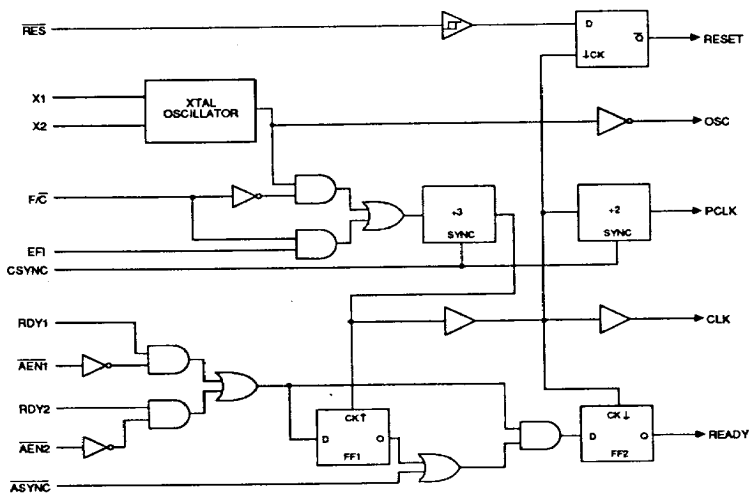 RES
D
Q
↓CK
RESET
X1
X2
XTAL
OSCILLATOR
OSC
F/C
÷3
SYNC
÷2
SYNC
PCLK
EFI
CSYNC
RDY1
CLK
AEN1
RDY2
CK↑
D
O
FF1
CK↓
D
O
FF2
READY
AEN2
ASYNC